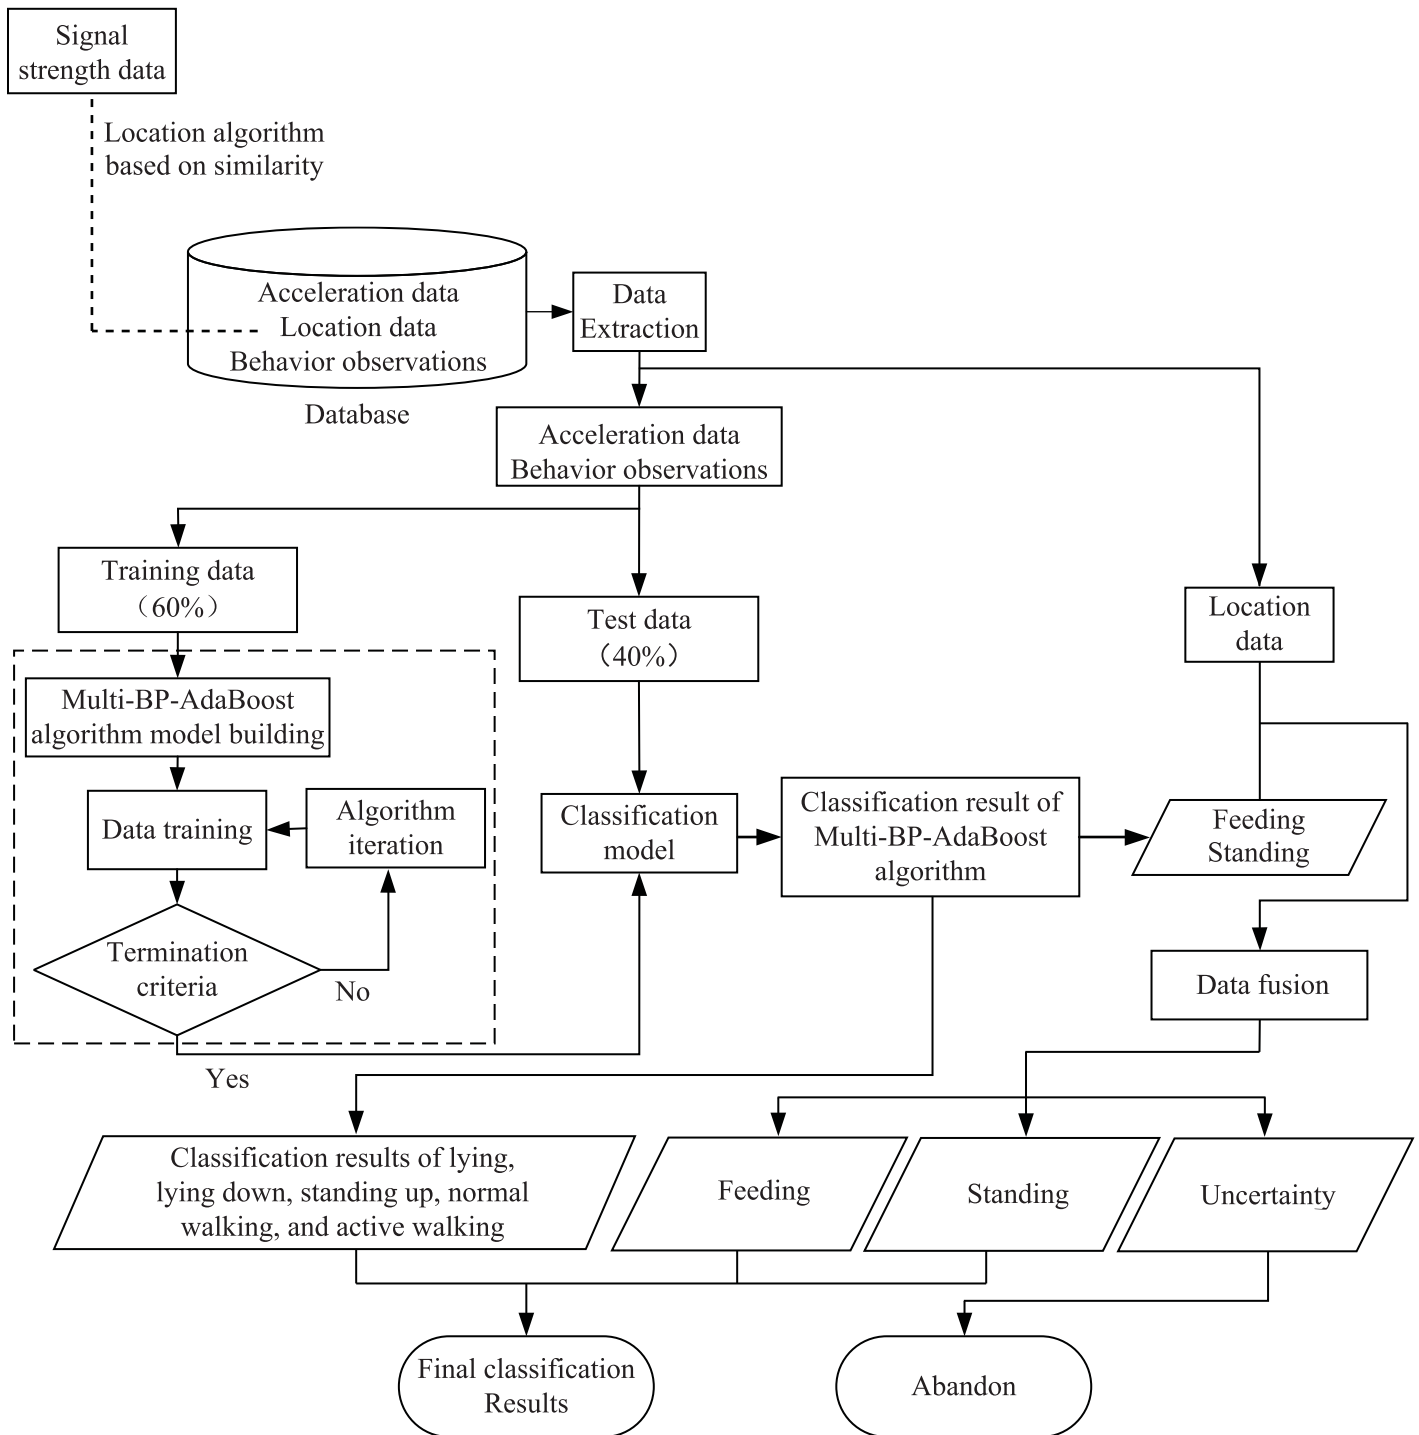 Signal
strength data
Location algorithm
based on similarity
Acceleration data
Location data
Behavior observations
Database
Data
Extraction
Acceleration data
Behavior observations
Training data
（60%）
Test data
（40%）
Location
data
Multi-BP-AdaBoost
algorithm model building
Data training
Algorithm
iteration
Classification
model
Classification result of
Multi-BP-AdaBoost
algorithm
Feeding
Standing
Termination
criteria
No
Data fusion
Yes
Classification results of lying,
lying down, standing up, normal
walking, and active walking
Feeding
Standing
Uncertainty
Final classification
Results
Abandon